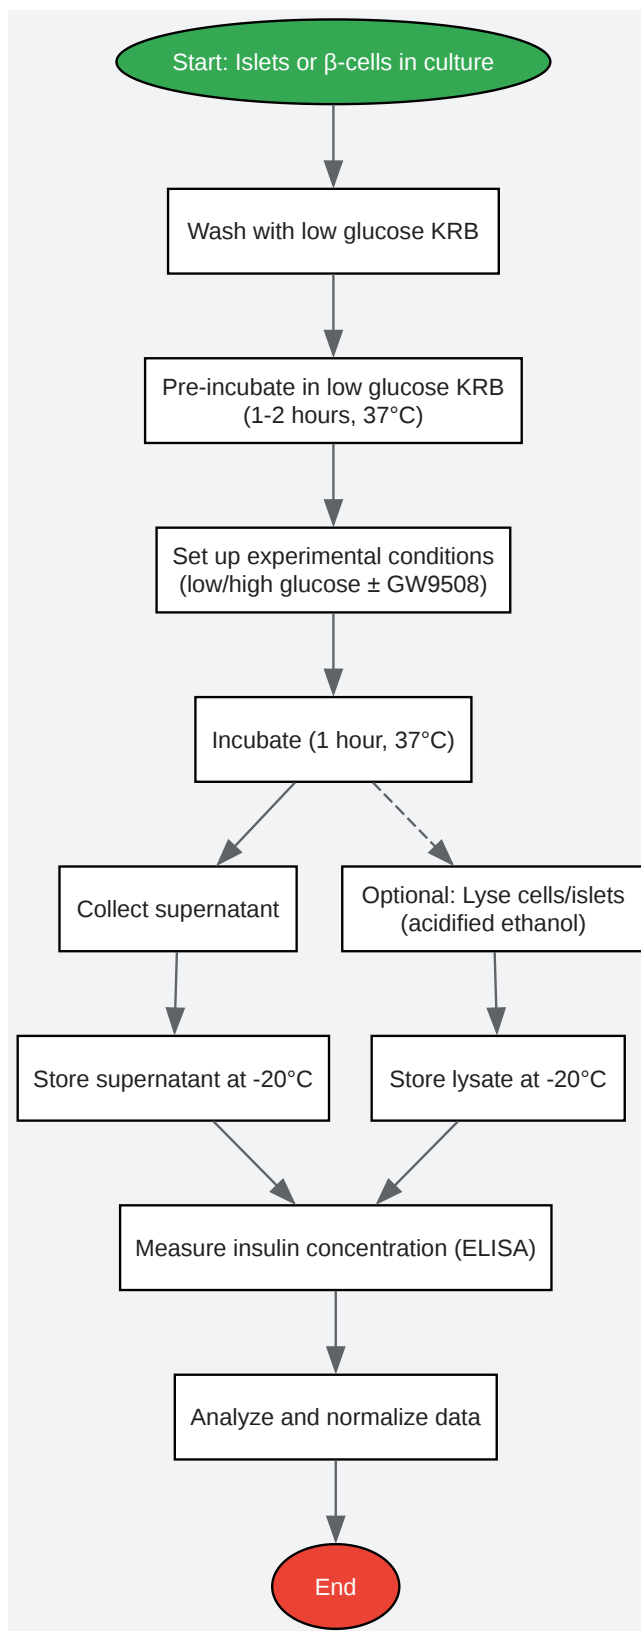 Start: Islets or β-cells in culture
Wash with low glucose KRB
Pre-incubate in low glucose KRB
(1-2 hours, 37°C)
Set up experimental conditions
(low/high glucose ± GW9508)
Incubate (1 hour, 37°C)
Collect supernatant
Optional: Lyse cells/islets
(acidified ethanol)
Store supernatant at -20°C
Store lysate at -20°C
Measure insulin concentration (ELISA)
Analyze and normalize data
End